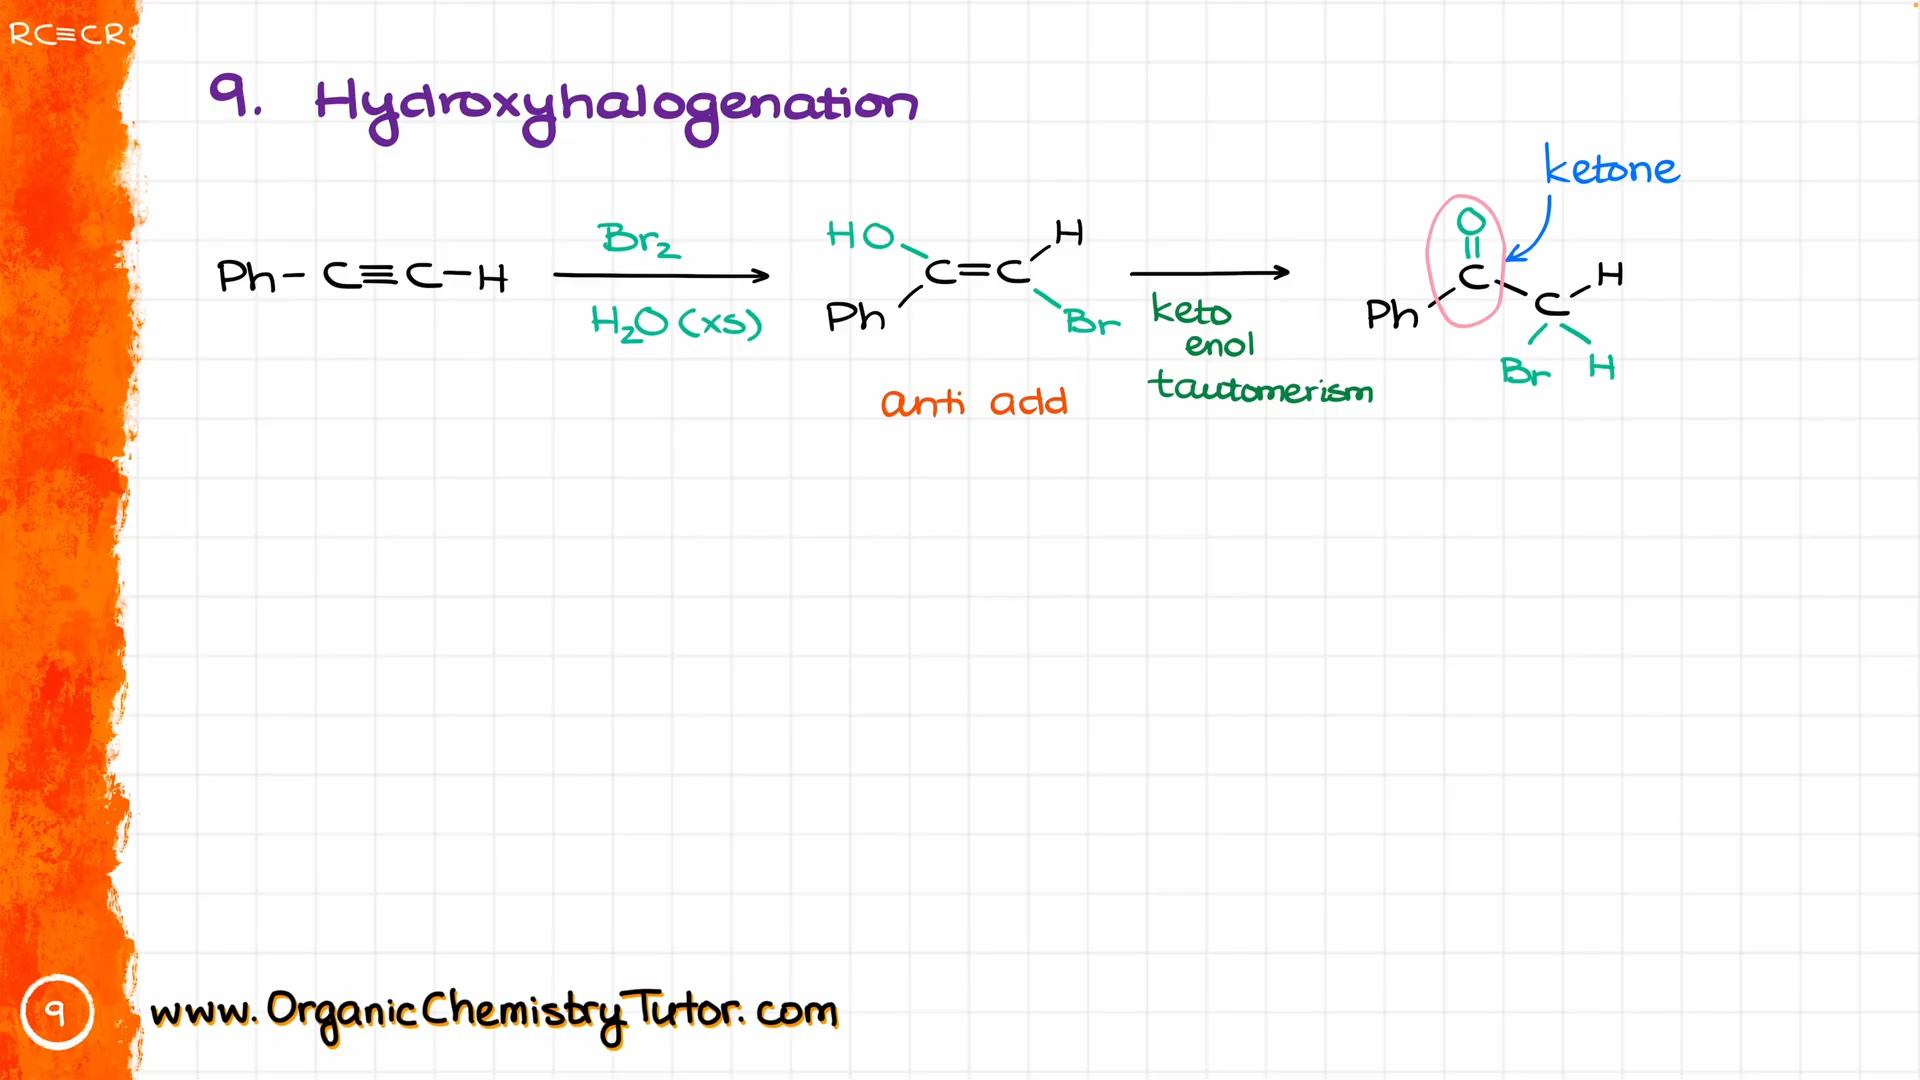 RC≡CR
9. Hydroxyhalogenation
ketone
Ph-C≡C-H
Br₂
H₂O (xs)
HO
H
C=C
Ph
Br
anti add
keto
enol
tautomerism
O
C
H
Ph
C
Br H
9
www.OrganicChemistryTutor.com